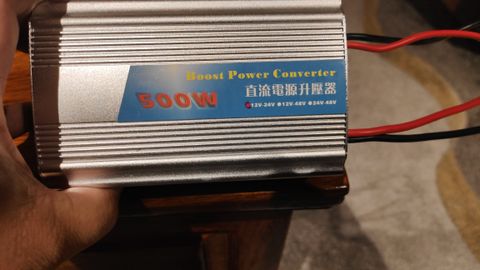 Boost Power Converter
500W
直流電源升壓器
●12V-24V ●12V-48V ●24V-48V